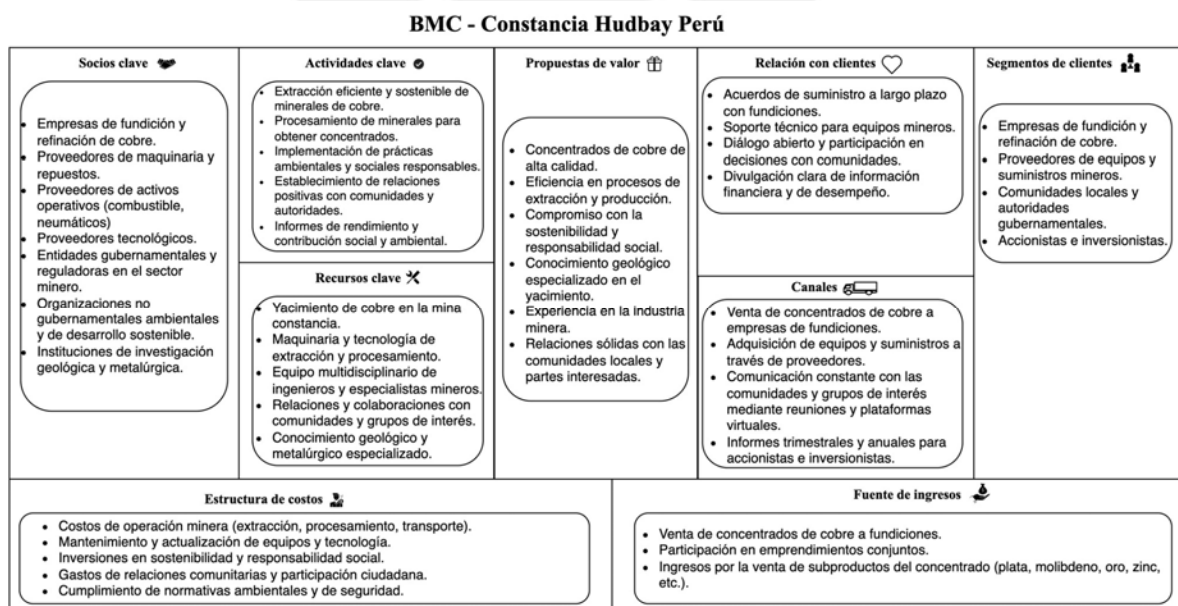 BMC - Constancia Hudbay Perú
Socios clave
• Empresas de fundición y
refinación de cobre.
• Proveedores de maquinaria y
repuestos.
• Proveedores de activos
operativos (combustible,
neumáticos)
• Proveedores tecnológicos.
• Entidades gubernamentales y
reguladoras en el sector
minero.
• Organizaciones no
gubernamentales ambientales
y de desarrollo sostenible.
• Instituciones de investigación
geológica y metalúrgica.
Actividades clave
• Extracción eficiente y sostenible de
minerales de cobre.
• Procesamiento de minerales para
obtener concentrados.
• Implementación de prácticas
ambientales y sociales responsables.
• Establecimiento de relaciones
positivas con comunidades y
autoridades.
• Informes de rendimiento y
contribución social y ambiental.
Recursos clave
• Yacimiento de cobre en la mina
constancia.
• Maquinaria y tecnología de
extracción y procesamiento.
• Equipo multidisciplinario de
ingenieros y especialistas mineros.
• Relaciones y colaboraciones con
comunidades y grupos de interés.
• Conocimiento geológico y
metalúrgico especializado.
Propuestas de valor
• Concentrados de cobre de
alta calidad.
• Eficiencia en procesos de
extracción y producción.
• Compromiso con la
sostenibilidad y
responsabilidad social.
• Conocimiento geológico
especializado en el
yacimiento.
• Experiencia en la industria
minera.
• Relaciones sólidas con las
comunidades locales y
partes interesadas.
Relación con clientes
• Acuerdos de suministro a largo plazo
con fundiciones.
• Soporte técnico para equipos mineros.
• Diálogo abierto y participación en
decisiones con comunidades.
• Divulgación clara de información
financiera y de desempeño.
Canales
• Venta de concentrados de cobre a
empresas de fundiciones.
• Adquisición de equipos y suministros a
través de proveedores.
• Comunicación constante con las
comunidades y grupos de interés
mediante reuniones y plataformas
virtuales.
• Informes trimestrales y anuales para
accionistas e inversionistas.
Segmentos de clientes
• Empresas de fundición y
refinación de cobre.
• Proveedores de equipos y
suministros mineros.
• Comunidades locales y
autoridades
gubernamentales.
• Accionistas e inversionistas.
Estructura de costos
• Costos de operación minera (extracción, procesamiento, transporte).
• Mantenimiento y actualización de equipos y tecnología.
• Inversiones en sostenibilidad y responsabilidad social.
• Gastos de relaciones comunitarias y participación ciudadana.
• Cumplimiento de normativas ambientales y de seguridad.
Fuente de ingresos
• Venta de concentrados de cobre a fundiciones.
• Participación en emprendimientos conjuntos.
• Ingresos por la venta de subproductos del concentrado (plata, molibdeno, oro, zinc,
etc.).